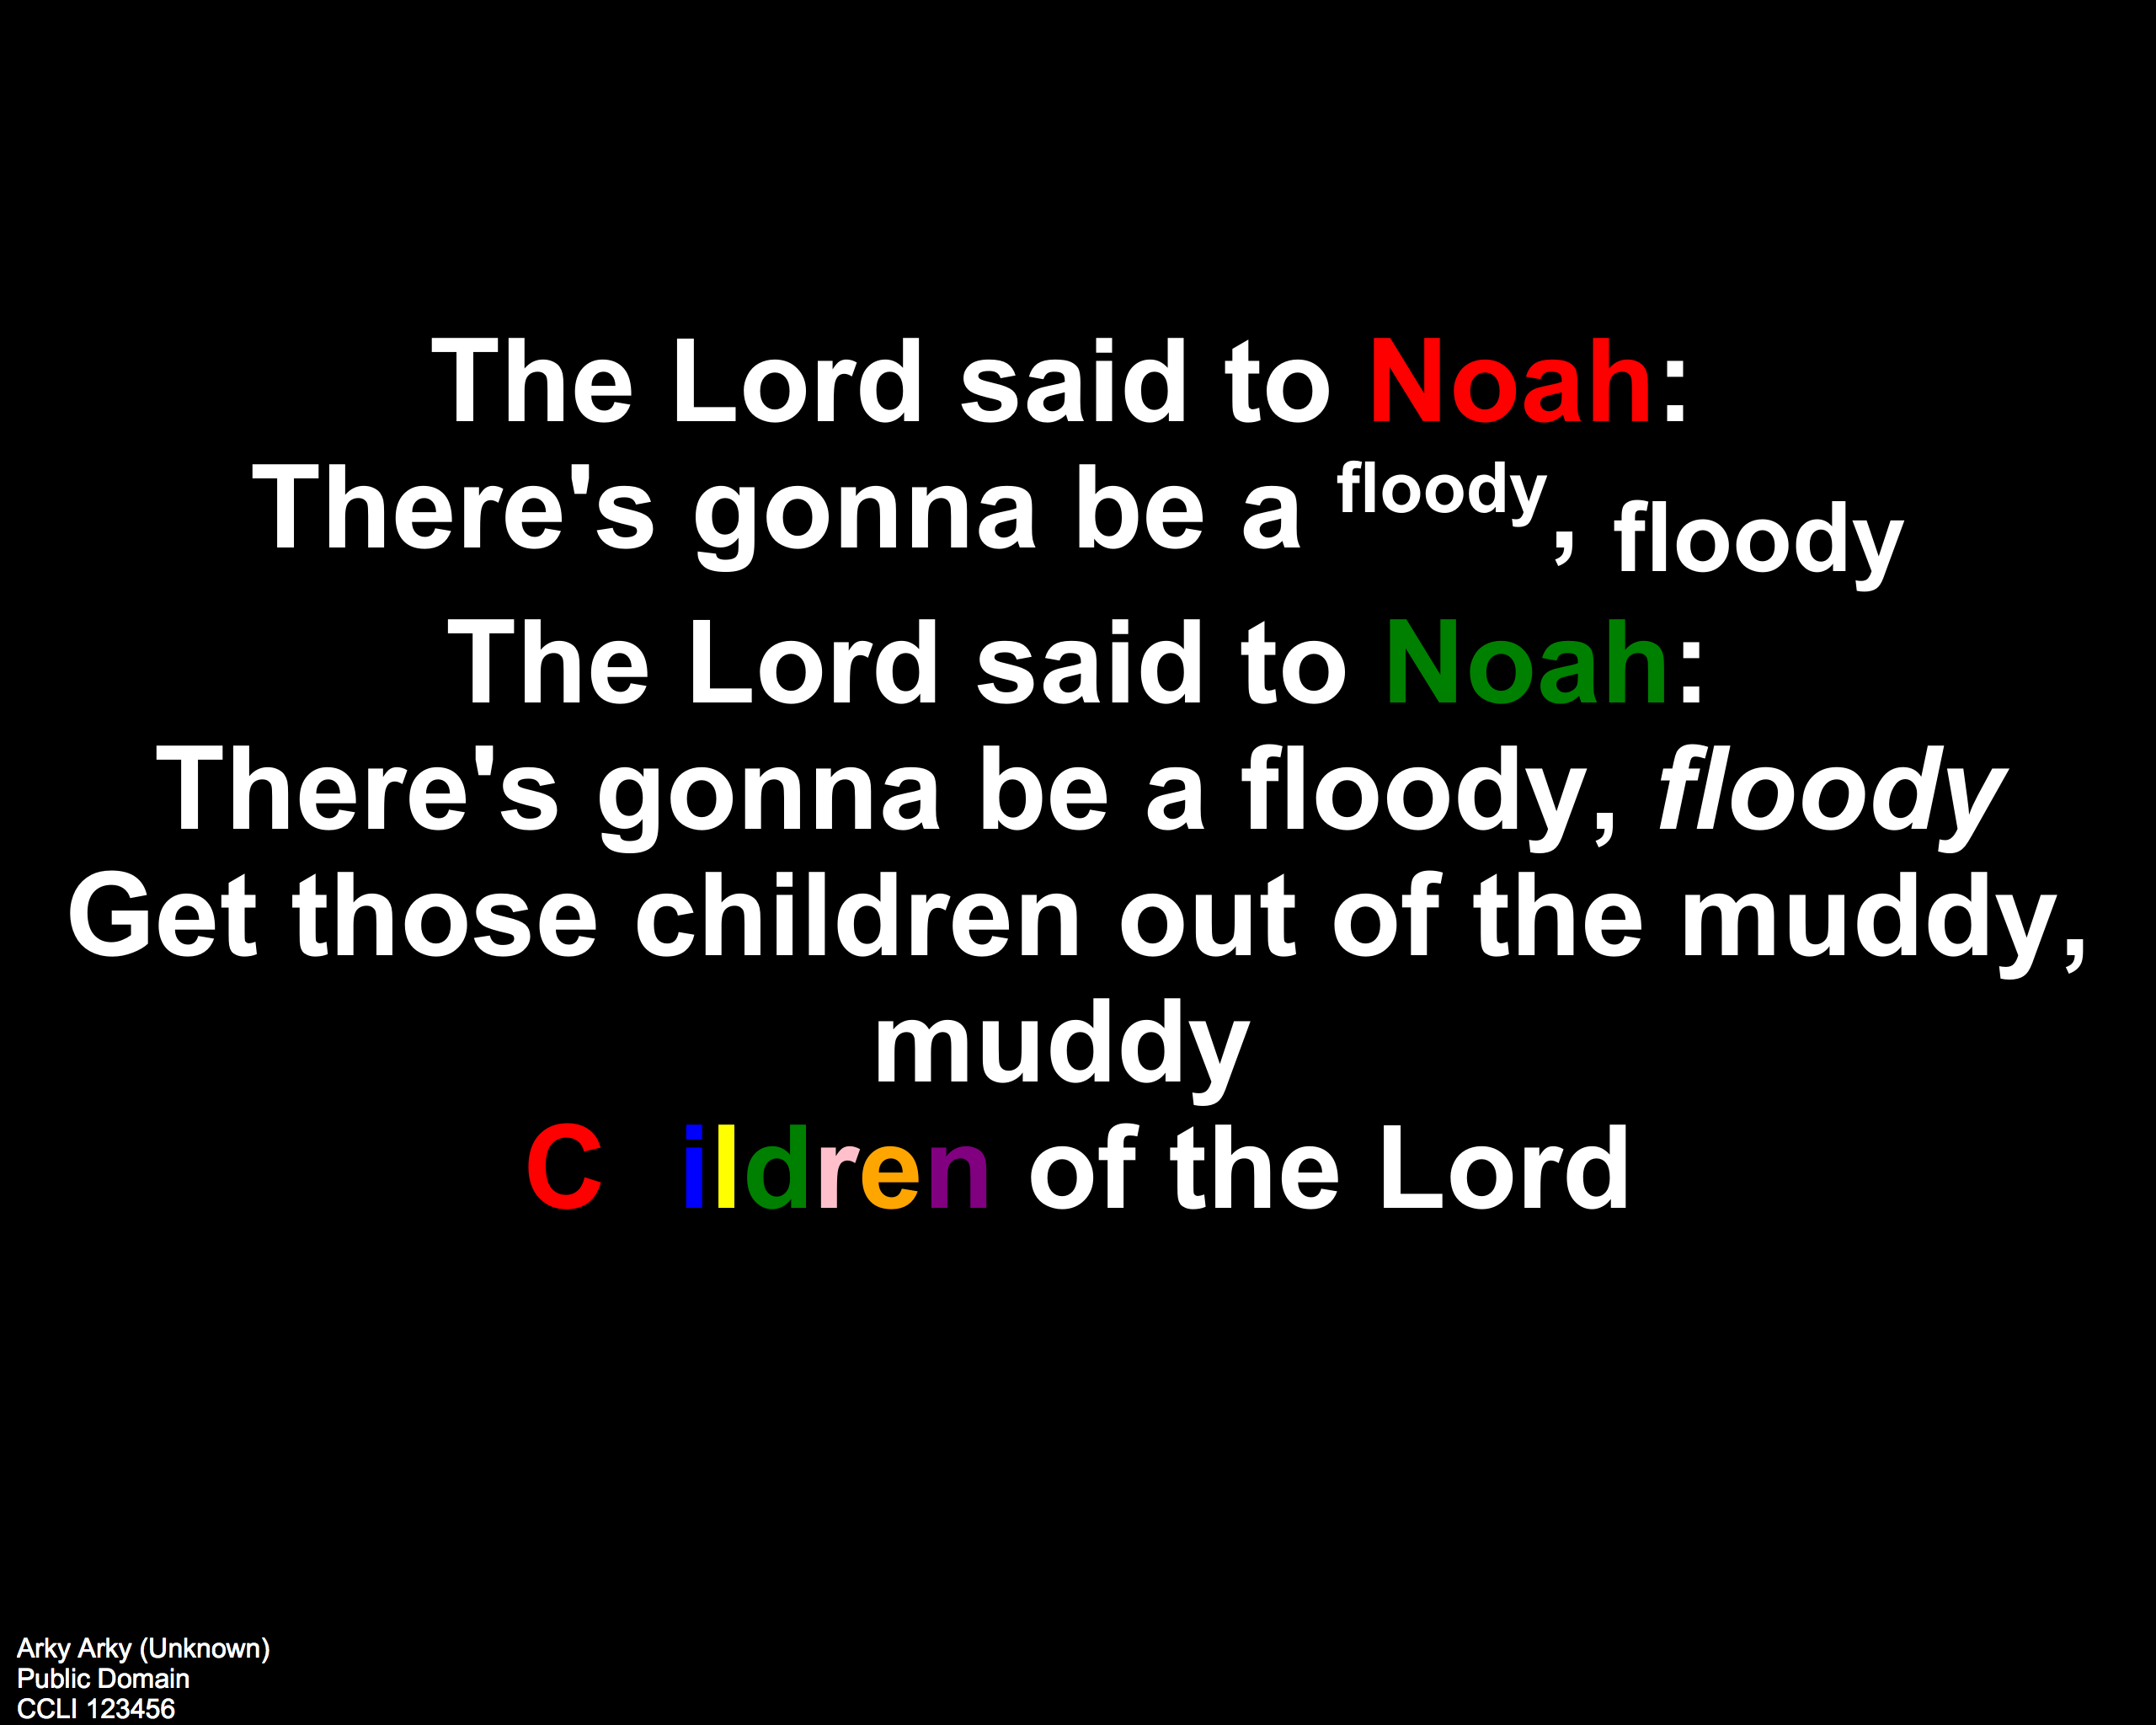 The Lord said to Noah:
There's gonna be a floody, floody
The Lord said to Noah:
There's gonna be a floody, floody
Get those children out of the muddy,
muddy
C ildren of the Lord
Arky Arky (Unknown)
Public Domain
CCLI 123456